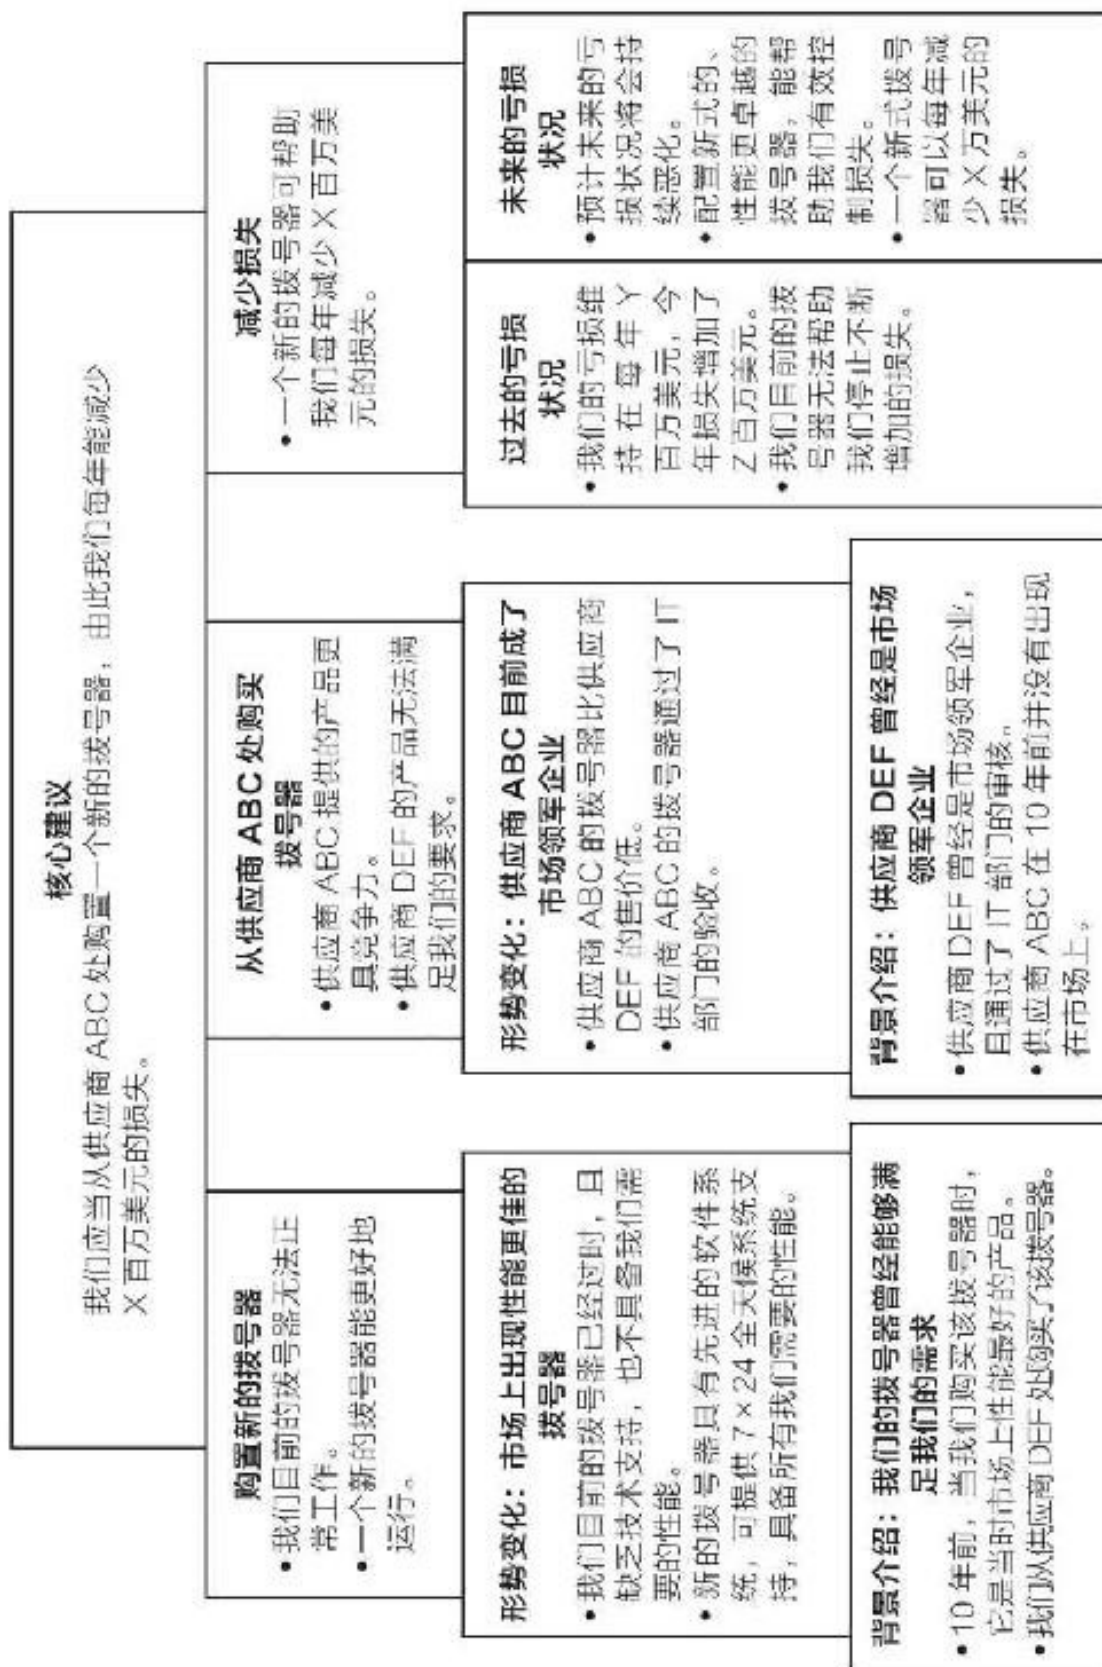 核心建议
我们应当从供应商 ABC 处购置一个新的拨号器，由此我们每年能减少
X 百万美元的损失。
购置新的拨号器
• 我们目前的拨号器无法正
常工作。
• 一个新的拨号器能更好地
运行。
从供应商 ABC 处购买
拨号器
• 供应商 ABC 提供的产品更
具竞争力。
• 供应商 DEF 的产品无法满
足我们的要求。
减少损失
• 一个新的拨号器可帮助
我们每年减少 X 百万美
元的损失。
形势变化：市场上出现性能更佳的
拨号器
• 我们目前的拨号器已经过时，且
缺乏技术支持，也不具备我们需
要的性能。
• 新的拨号器具有先进的软件系
统，可提供 7 × 24 全天候系统支
持，具备所有我们需要的性能。
形势变化：供应商 ABC 目前成了
市场领军企业
• 供应商 ABC 的拨号器比供应商
DEF 的售价低。
• 供应商 ABC 的拨号器通过了 IT
部门的验收。
过去的亏损
状况
• 我们的亏损维
持在每年 Y
百万美元，今
年损失增加了
Z 百万美元。
• 我们目前的拨
号器无法帮助
我们停止不断
增加的损失。
未来的亏损
状况
• 预计未来的亏
损状况将会持
续恶化。
• 配置新式的、
性能更卓越的
拨号器，能帮
助我们有效控
制损失。
• 一个新式拨号
器可以每年减
少 X 万美元的
损失。
背景介绍：我们的拨号器曾经能够满
足我们的需求
• 10 年前，当我们购买该拨号器时，
它是当时市场上性能最好的产品。
• 我们从供应商 DEF 处购买了该拨号器。
背景介绍：供应商 DEF 曾经是市场
领军企业
• 供应商 DEF 曾经是市场领军企业，
且通过了 IT 部门的审核。
• 供应商 ABC 在 10 年前并没有出现
在市场上。